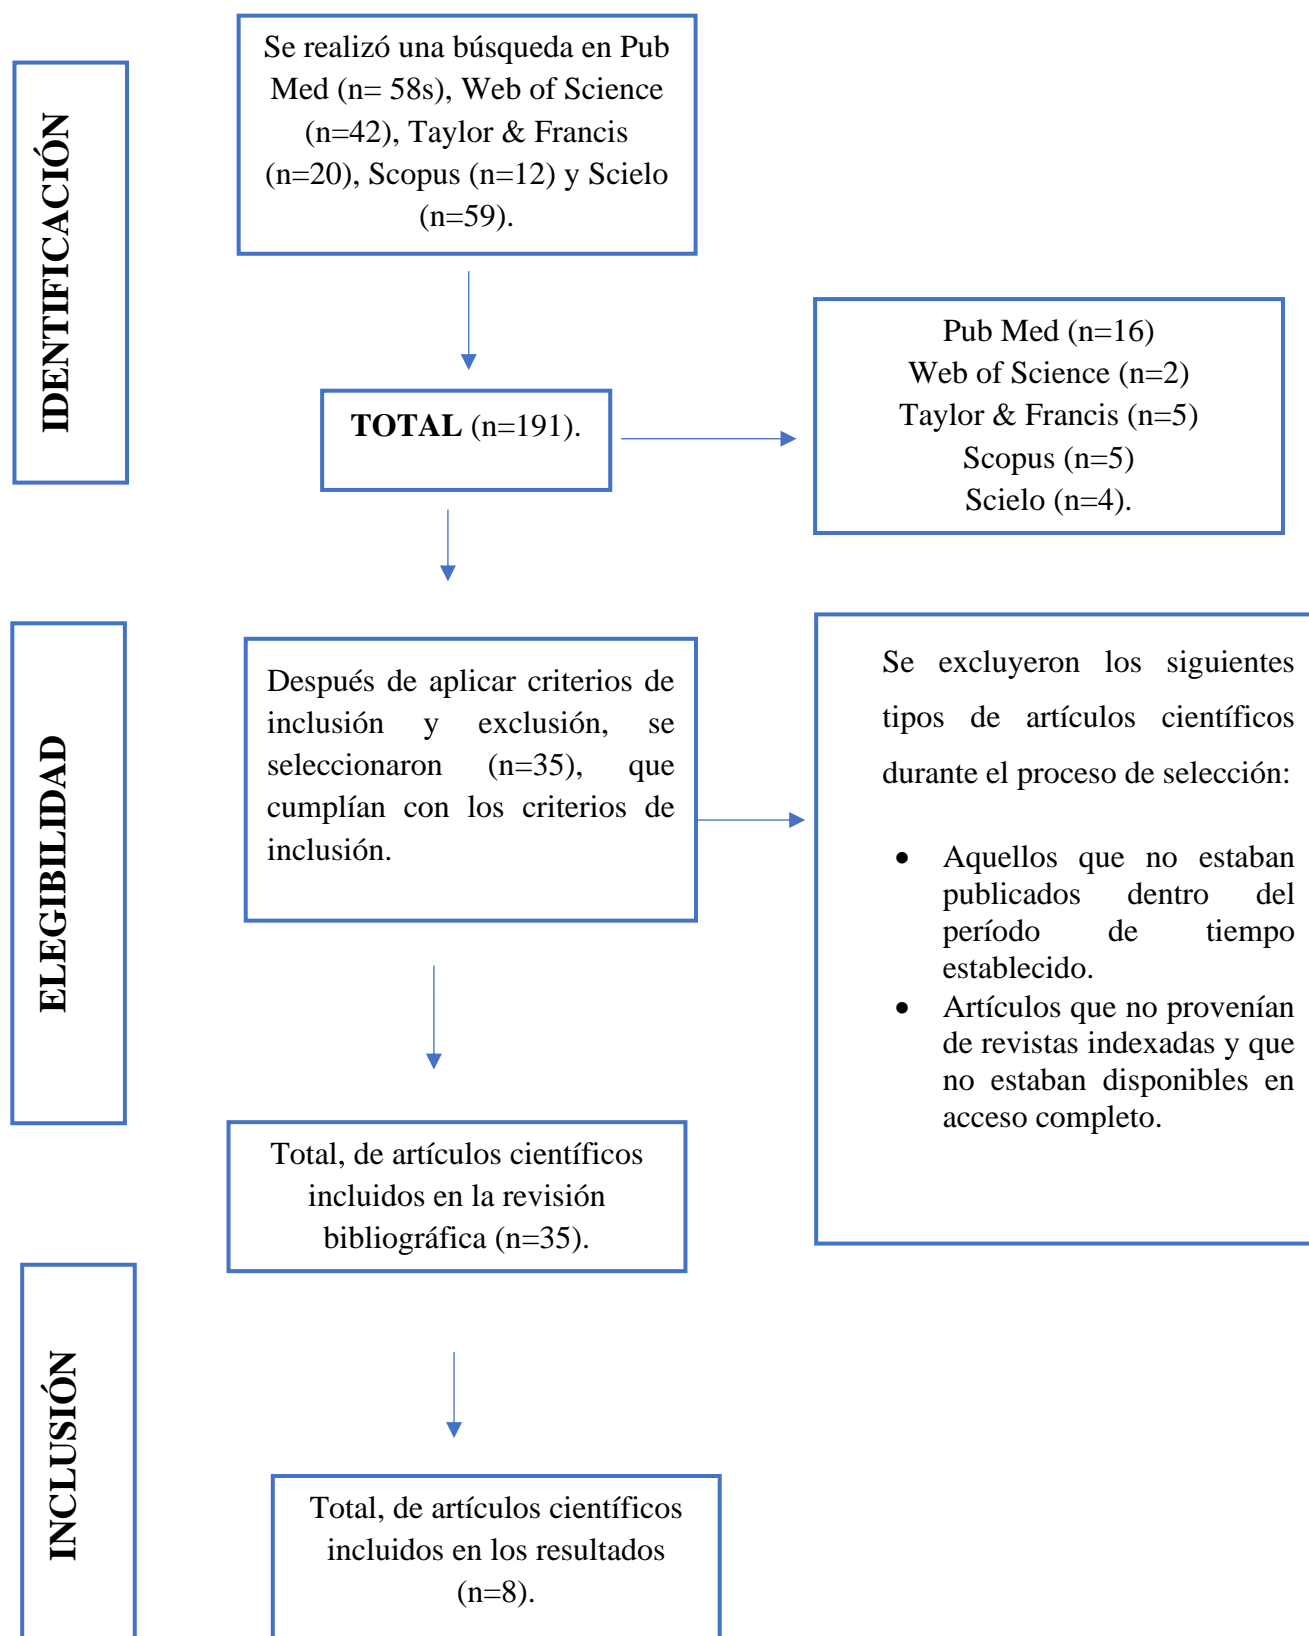 IDENTIFICACIÓN
Se realizó una búsqueda en Pub
Med (n= 58s), Web of Science
(n=42), Taylor & Francis
(n=20), Scopus (n=12) y Scielo
(n=59).
TOTAL (n=191).
Pub Med (n=16)
Web of Science (n=2)
Taylor & Francis (n=5)
Scopus (n=5)
Scielo (n=4).
ELEGIBILIDAD
Después de aplicar criterios de
inclusión y exclusión, se
seleccionaron (n=35), que
cumplían con los criterios de
inclusión.
Se excluyeron los siguientes
tipos de artículos científicos
durante el proceso de selección:
• Aquellos que no estaban
publicados dentro del
período de tiempo
establecido.
• Artículos que no provenían
de revistas indexadas y que
no estaban disponibles en
acceso completo.
Total, de artículos científicos
incluidos en la revisión
bibliográfica (n=35).
INCLUSIÓN
Total, de artículos científicos
incluidos en los resultados
(n=8).